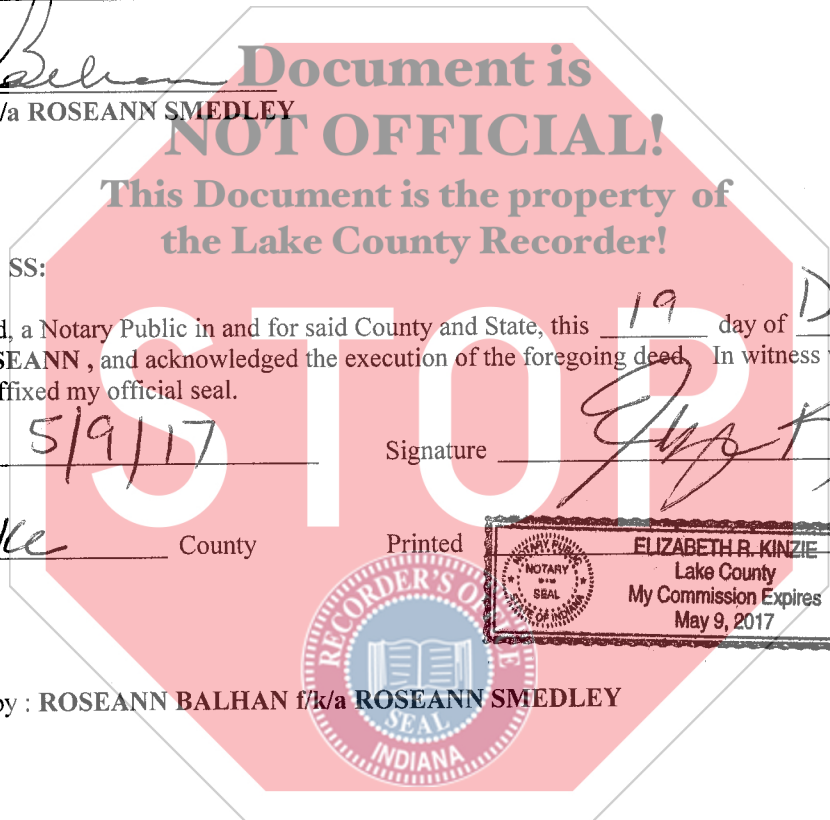 Balhan
Document is
/a ROSEANN SMEDLEY
NOT OFFICIAL!
This Document is the property of
the Lake County Recorder!
SS:
STOP
d, a Notary Public in and for said County and State, this 19 day of D
SEANN , and acknowledged the execution of the foregoing deed. In witness
ffixed my official seal.
5/9/17 Signature
ke County Printed
ELIZABETH R. KINZIE
Lake County
My Commission Expires
May 9, 2017
NOTARY PUBLIC
NOTARY
SEAL
STATE OF INDIANA
RECORDER'S OFFICE
SEAL
INDIANA
by : ROSEANN BALHAN f/k/a ROSEANN SMEDLEY